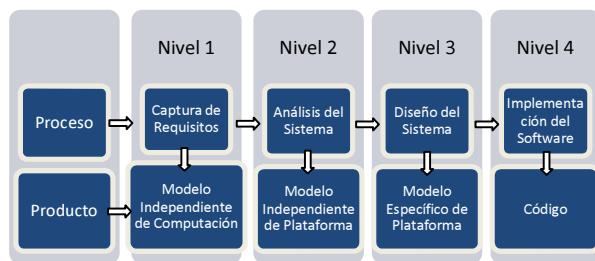 Nivel 1
Nivel 2
Nivel 3
Nivel 4
Proceso
Captura de
Requisitos
Análisis del
Sistema
Diseño del
Sistema
Implementa
ción del
Software
Producto
Modelo
Independiente
de Computación
Modelo
Independiente
de Plataforma
Modelo
Específico de
Plataforma
Código